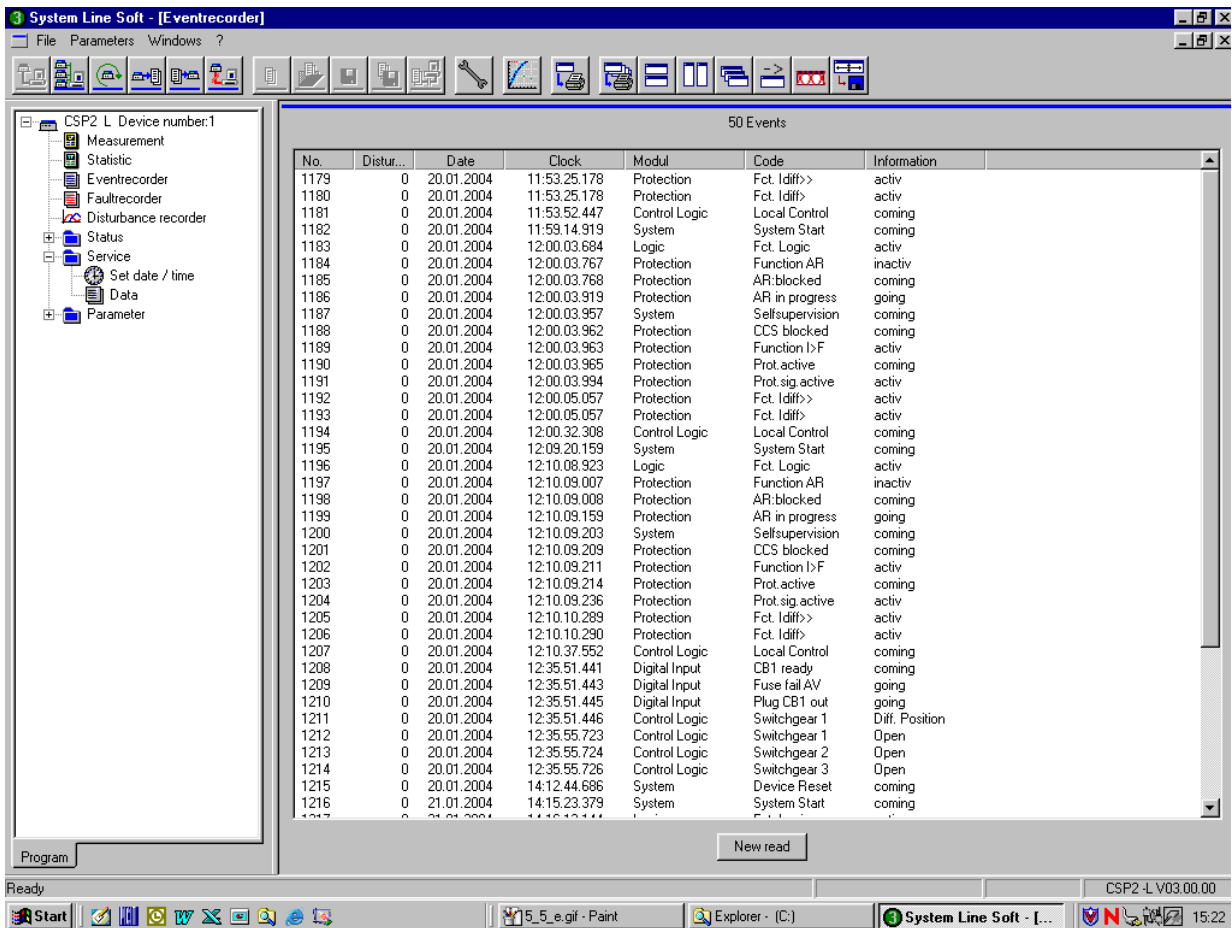 System Line Soft - [Eventrecorder]
File Parameters Windows ?
CSP2 L Device number:1
Measurement
Statistic
Eventrecorder
Faultrecorder
Disturbance recorder
Status
Service
Set date / time
Data
Parameter
Program
50 Events
No. Distur... Date Clock Modul Code Information
1179 0 20.01.2004 11:53.25.178 Protection Fct. Idiff>> activ
1180 0 20.01.2004 11:53.25.178 Protection Fct. Idiff> activ
1181 0 20.01.2004 11:53.52.447 Control Logic Local Control coming
1182 0 20.01.2004 11:59.14.919 System System Start coming
1183 0 20.01.2004 12:00.03.684 Logic Fct. Logic activ
1184 0 20.01.2004 12:00.03.767 Protection Function AR inactiv
1185 0 20.01.2004 12:00.03.768 Protection AR:blocked coming
1186 0 20.01.2004 12:00.03.919 Protection AR in progress going
1187 0 20.01.2004 12:00.03.957 System Selfsupervision coming
1188 0 20.01.2004 12:00.03.962 Protection CCS blocked coming
1189 0 20.01.2004 12:00.03.963 Protection Function I>F activ
1190 0 20.01.2004 12:00.03.965 Protection Prot.active coming
1191 0 20.01.2004 12:00.03.994 Protection Prot.sig.active activ
1192 0 20.01.2004 12:00.05.057 Protection Fct. Idiff>> activ
1193 0 20.01.2004 12:00.05.057 Protection Fct. Idiff> activ
1194 0 20.01.2004 12:00.32.308 Control Logic Local Control coming
1195 0 20.01.2004 12:09.20.159 System System Start coming
1196 0 20.01.2004 12:10.08.923 Logic Fct. Logic activ
1197 0 20.01.2004 12:10.09.007 Protection Function AR inactiv
1198 0 20.01.2004 12:10.09.008 Protection AR:blocked coming
1199 0 20.01.2004 12:10.09.159 Protection AR in progress going
1200 0 20.01.2004 12:10.09.203 System Selfsupervision coming
1201 0 20.01.2004 12:10.09.209 Protection CCS blocked coming
1202 0 20.01.2004 12:10.09.211 Protection Function I>F activ
1203 0 20.01.2004 12:10.09.214 Protection Prot.active coming
1204 0 20.01.2004 12:10.09.236 Protection Prot.sig.active activ
1205 0 20.01.2004 12:10.10.289 Protection Fct. Idiff>> activ
1206 0 20.01.2004 12:10.10.290 Protection Fct. Idiff> activ
1207 0 20.01.2004 12:10.37.552 Control Logic Local Control coming
1208 0 20.01.2004 12:35.51.441 Digital Input CB1 ready coming
1209 0 20.01.2004 12:35.51.443 Digital Input Fuse fail AV going
1210 0 20.01.2004 12:35.51.445 Digital Input Plug CB1 out going
1211 0 20.01.2004 12:35.51.446 Control Logic Switchgear 1 Diff. Position
1212 0 20.01.2004 12:35.55.723 Control Logic Switchgear 1 Open
1213 0 20.01.2004 12:35.55.724 Control Logic Switchgear 2 Open
1214 0 20.01.2004 12:35.55.726 Control Logic Switchgear 3 Open
1215 0 20.01.2004 14:12.44.686 System Device Reset coming
1216 0 21.01.2004 14:15.23.379 System System Start coming
New read
Ready
CSP2 -L V03.00.00
Start
5_5_e.gif - Paint
Explorer - (C:)
System Line Soft - [...
15:22